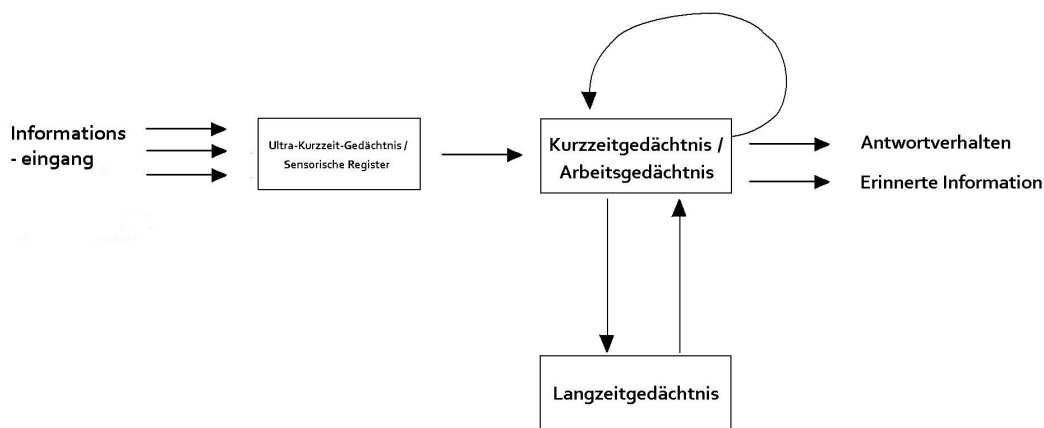 Informations
- eingang
Ultra-Kurzzeit-Gedächtnis /
Sensorische Register
Kurzzeitgedächtnis /
Arbeitsgedächtnis
Antwortverhalten
Erinnerte Information
Langzeitgedächtnis